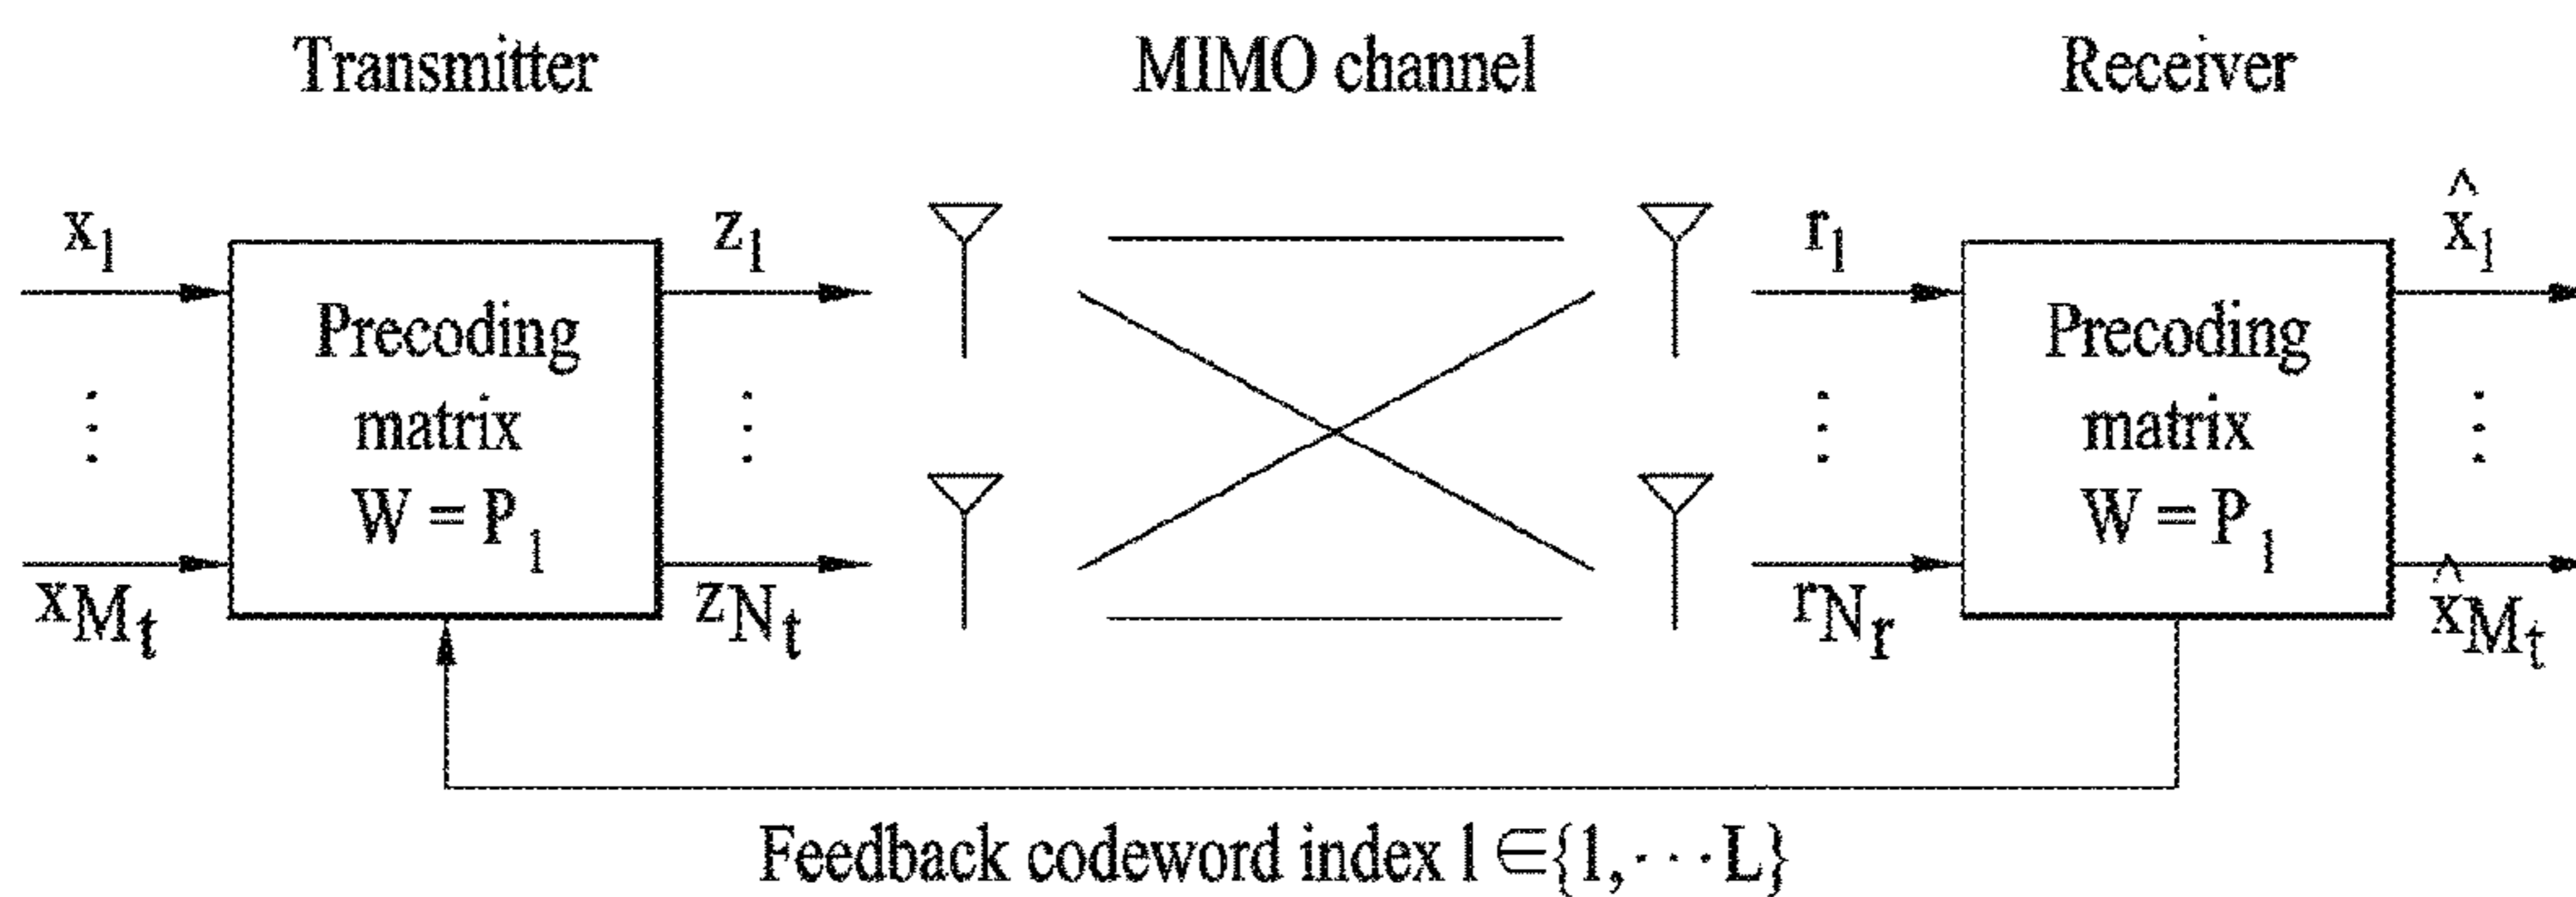 Transmitter MIMO channel Receiver
x1 z1 r1 x̂1
Precoding
matrix
W = P1
Precoding
matrix
W = P1
xMt zNt rNr x̂Mt
Feedback codeword index l ∈{1, ···L}